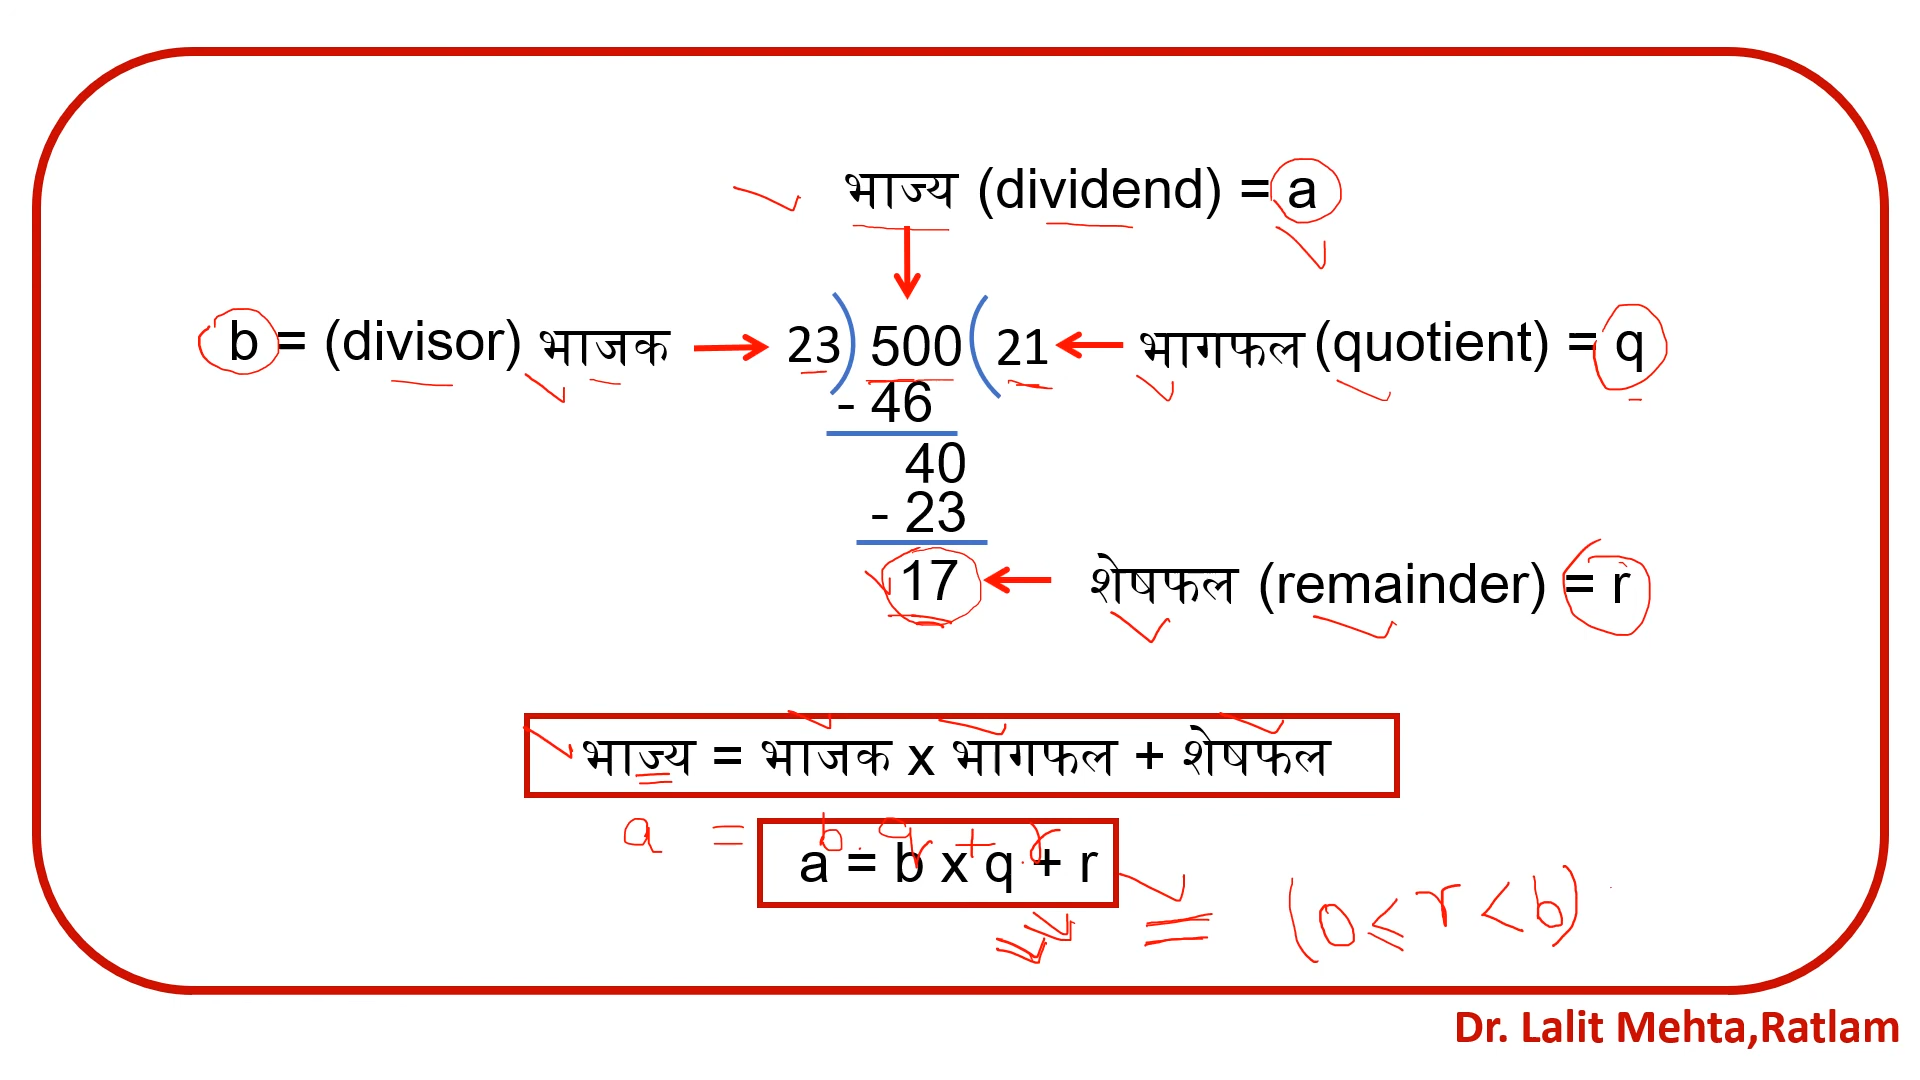 भाज्य (dividend) = a
b = (divisor) भाजक 23) 500 ( 21 भागफल (quotient) = q
- 46
40
- 23
17 शेषफल (remainder) = r
भाज्य = भाजक x भागफल + शेषफल
a = b . q + r
a = b x q + r
(0 ≤ r < b)
Dr. Lalit Mehta,Ratlam